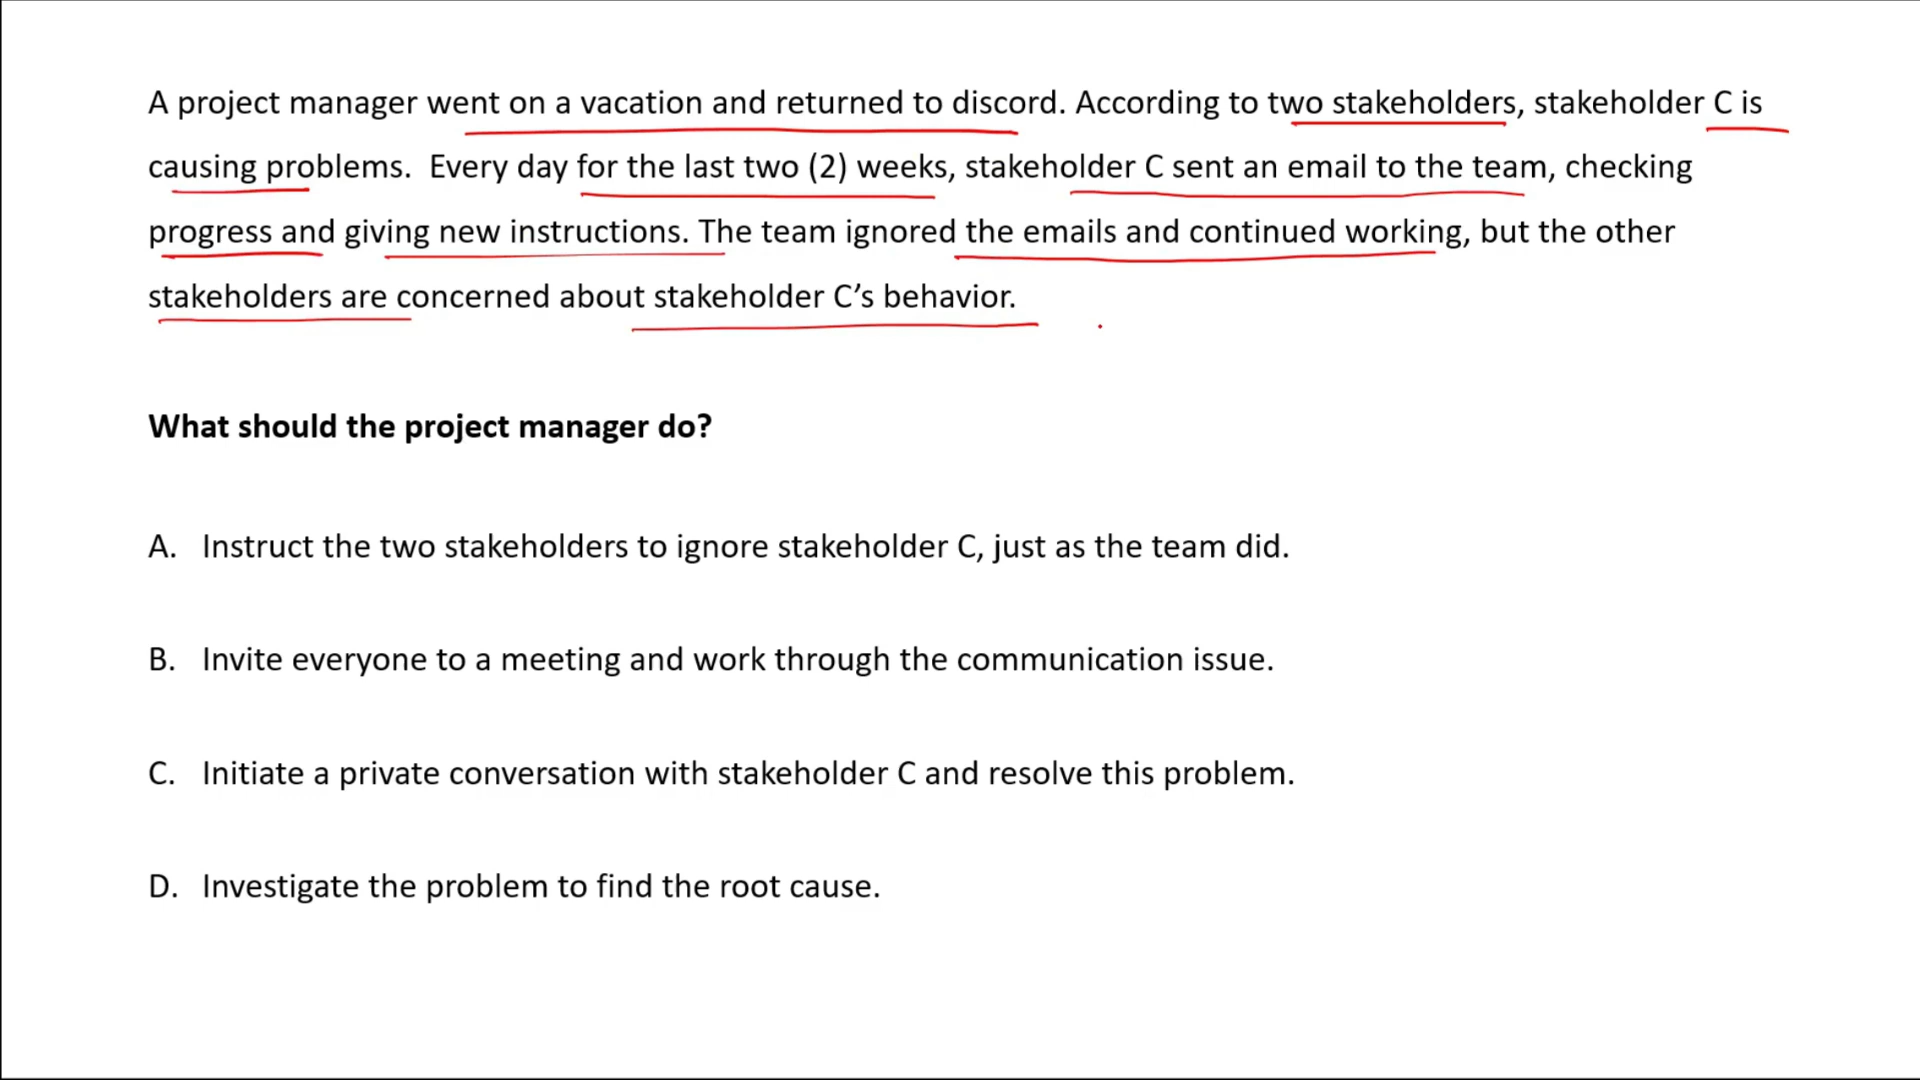 A project manager went on a vacation and returned to discord. According to two stakeholders, stakeholder C is
causing problems.  Every day for the last two (2) weeks, stakeholder C sent an email to the team, checking
progress and giving new instructions. The team ignored the emails and continued working, but the other
stakeholders are concerned about stakeholder C’s behavior.
What should the project manager do?
A. Instruct the two stakeholders to ignore stakeholder C, just as the team did.
B. Invite everyone to a meeting and work through the communication issue.
C. Initiate a private conversation with stakeholder C and resolve this problem.
D. Investigate the problem to find the root cause.